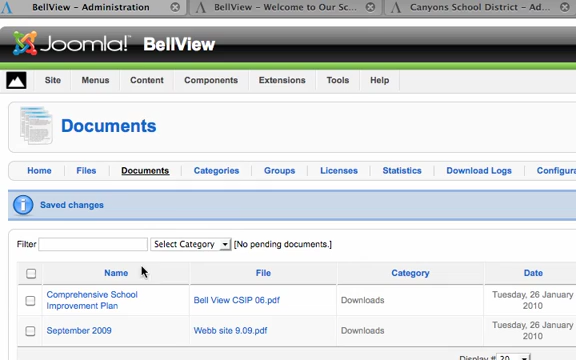 BellView - Administration
BellView - Welcome to Our Sc...
Canyons School District - Ad...
Joomla! BellView
Site Menus Content Components Extensions Tools Help
Documents
Home Files Documents Categories Groups Licenses Statistics Download Logs Configura
Saved changes
Filter Select Category [No pending documents.]
Name File Category Date
Comprehensive School Improvement Plan Bell View CSIP 06.pdf Downloads Tuesday, 26 January 2010
September 2009 Webb site 9.09.pdf Downloads Tuesday, 26 January 2010
Display # 20